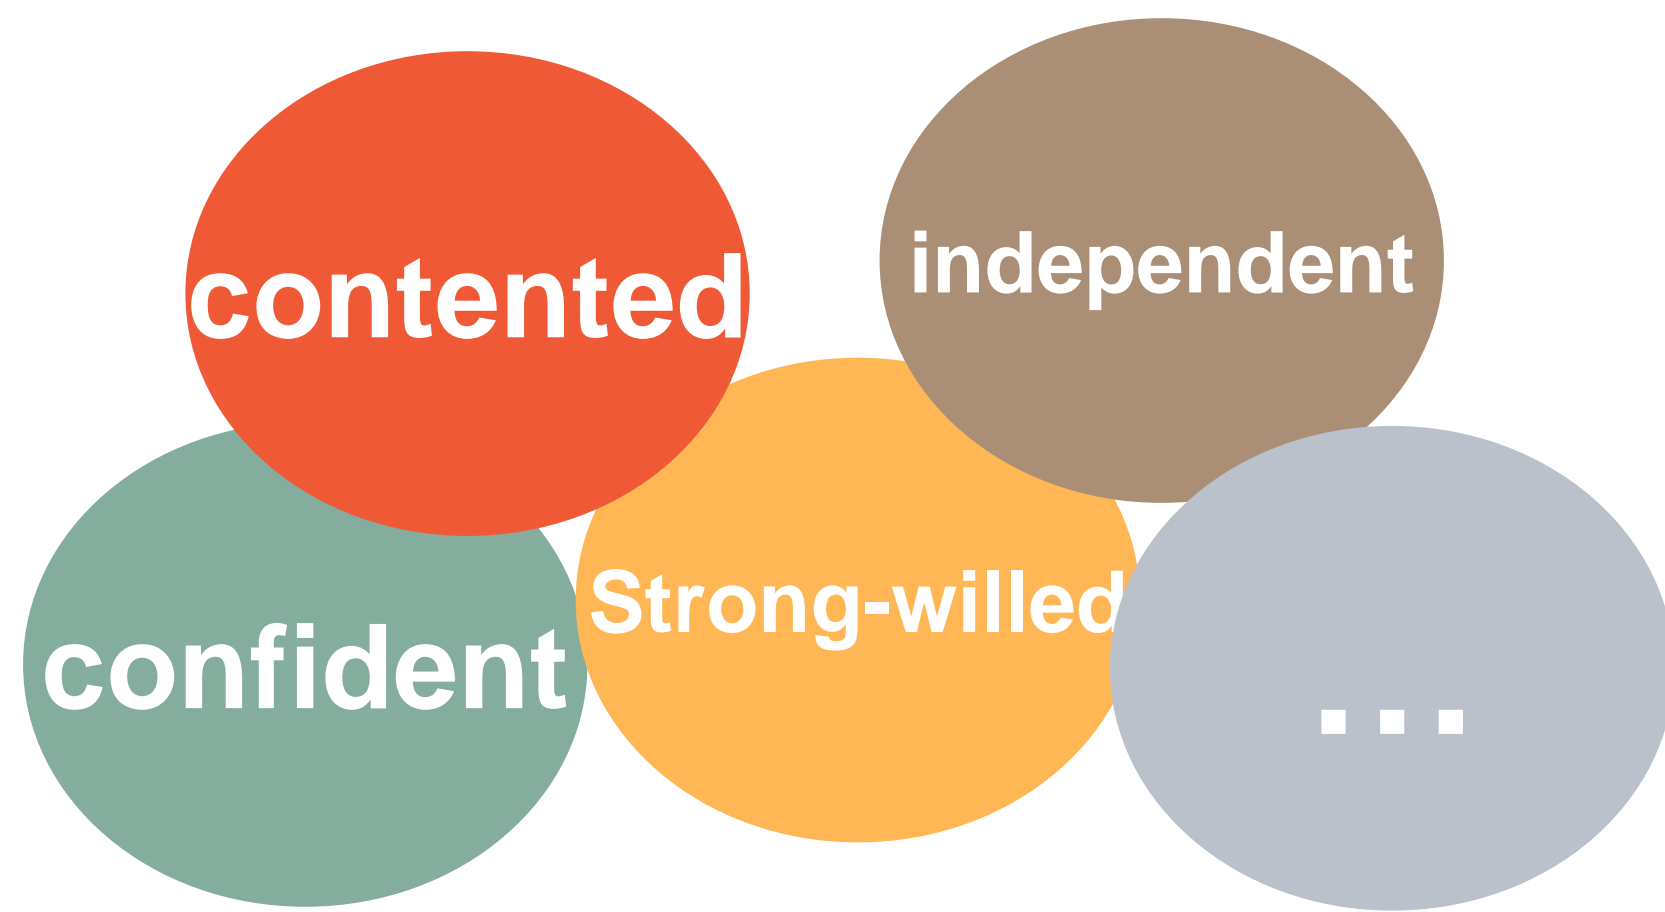 contented
independent
confident
Strong-willed
...